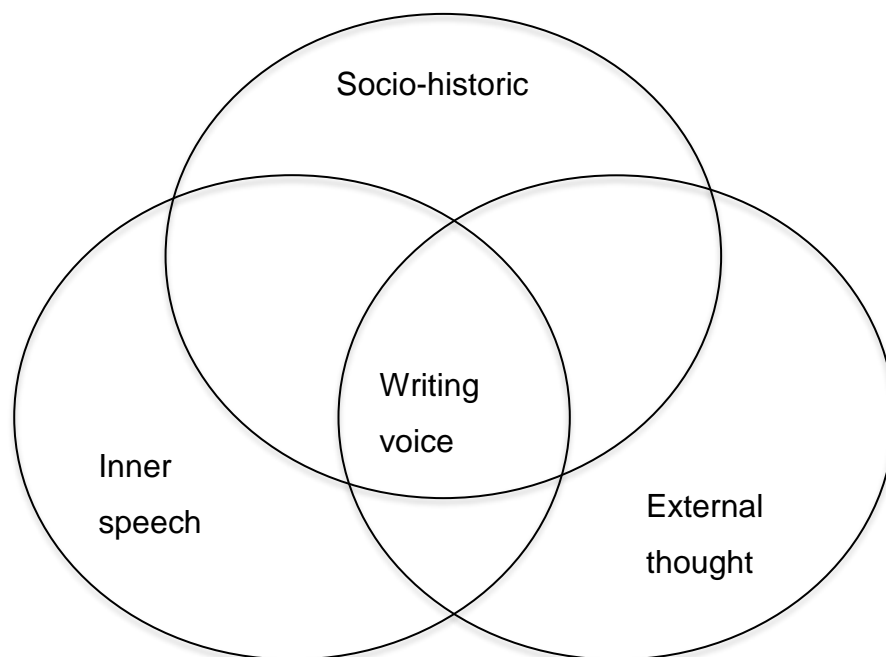 Socio-historic
Writing
voice
Inner
speech
External
thought